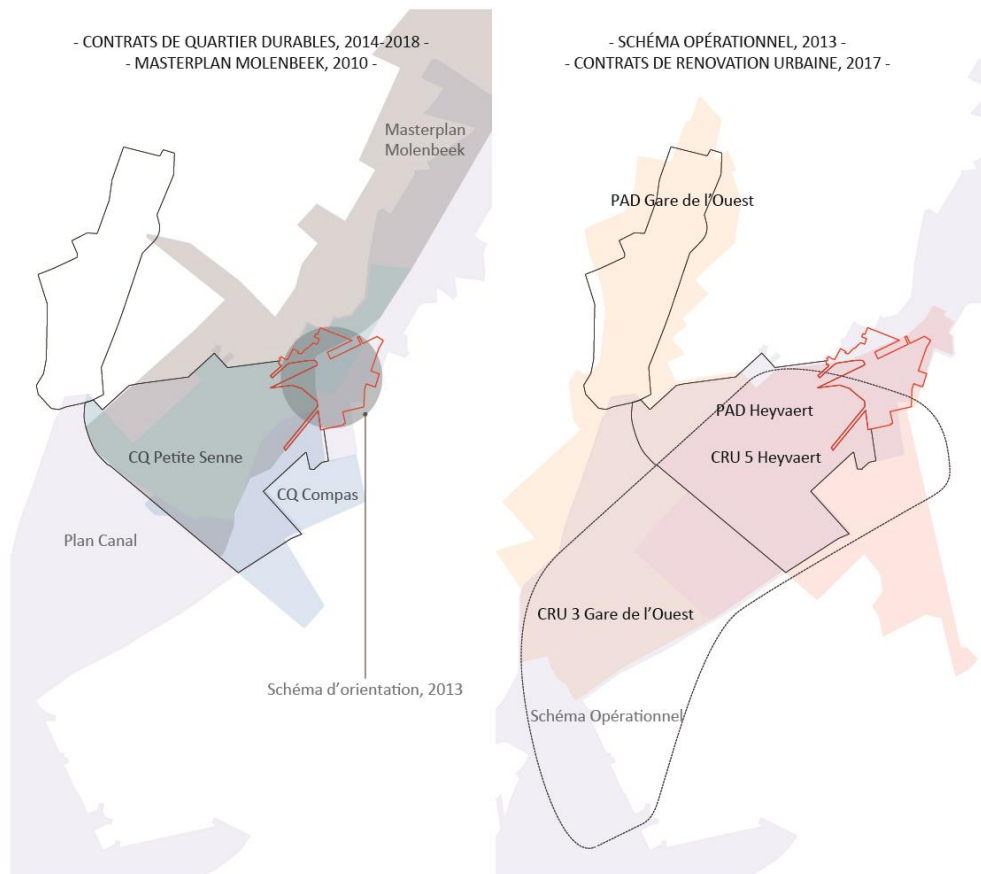 - CONTRATS DE QUARTIER DURABLES, 2014-2018 -
- MASTERPLAN MOLENBEEK, 2010 -
Masterplan
Molenbeek
CQ Petite Senne
CQ Compas
Plan Canal
Schéma d'orientation, 2013
- SCHÉMA OPÉRATIONNEL, 2013 -
- CONTRATS DE RENOVATION URBAINE, 2017 -
PAD Gare de l'Ouest
PAD Heyvaert
CRU 5 Heyvaert
CRU 3 Gare de l'Ouest
Schéma Opérationnel